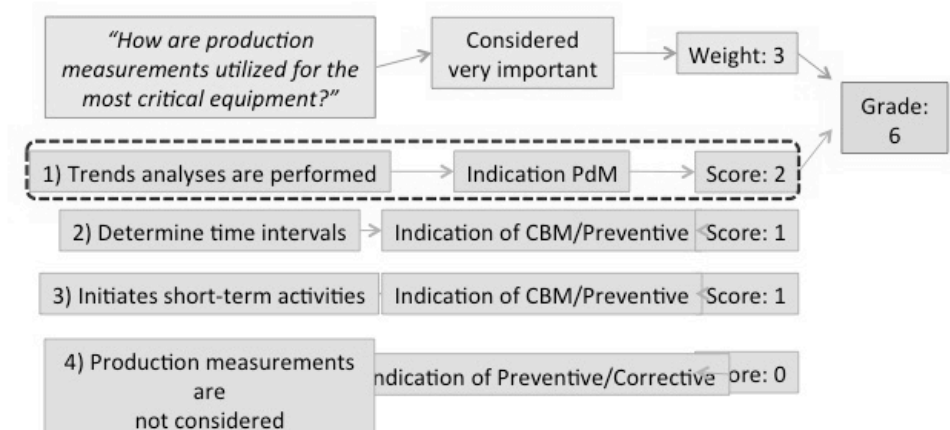 “How are production
measurements utilized for the
most critical equipment?”
Considered
very important
Weight: 3
Grade:
6
1) Trends analyses are performed
Indication PdM
Score: 2
2) Determine time intervals
Indication of CBM/Preventive
Score: 1
3) Initiates short-term activities
Indication of CBM/Preventive
Score: 1
4) Production measurements
are
not considered
ndication of Preventive/Corrective
ore: 0